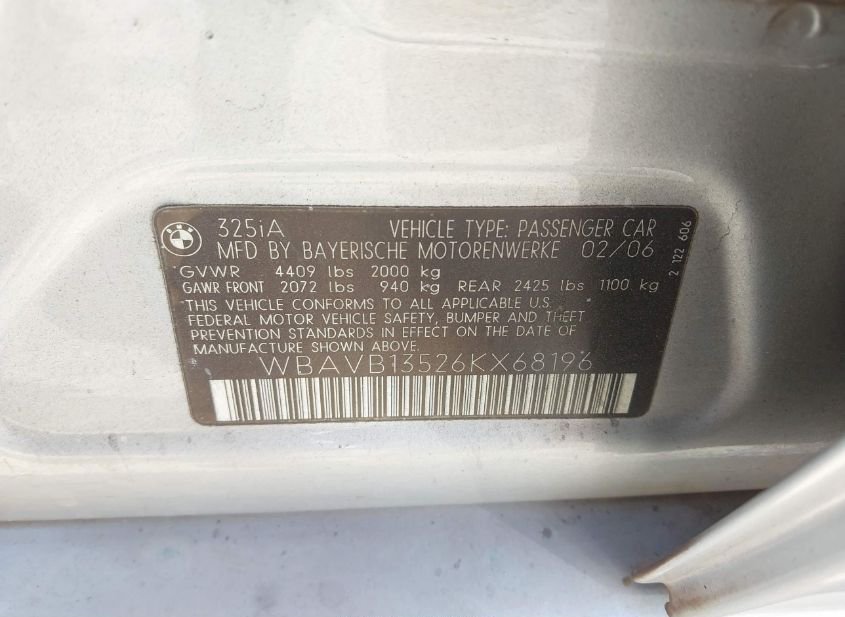 325iA VEHICLE TYPE: PASSENGER CAR
MFD BY BAYERISCHE MOTORENWERKE 02/06
GVWR 4409 lbs 2000 kg
GAWR FRONT 2072 lbs 940 kg REAR 2425 lbs 1100 kg
THIS VEHICLE CONFORMS TO ALL APPLICABLE U.S.
FEDERAL MOTOR VEHICLE SAFETY, BUMPER AND THEFT
PREVENTION STANDARDS IN EFFECT ON THE DATE OF
MANUFACTURE SHOWN ABOVE.
WBAVB13526KX68196
2 122 606